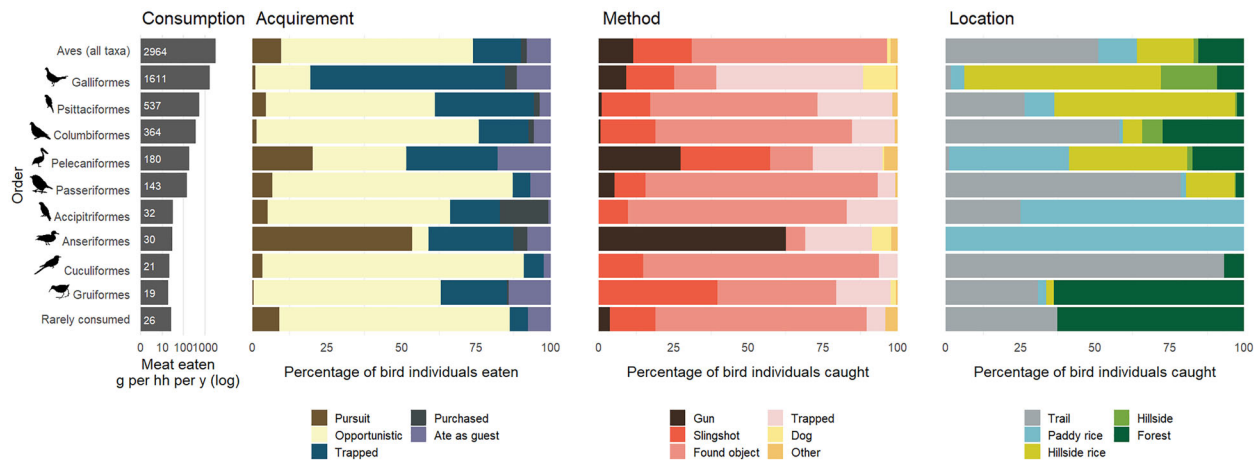 Consumption
Acquirement
Method
Location
Order
Aves (all taxa)
2964
Galliformes
1611
Psittaciformes
537
Columbiformes
364
Pelecaniformes
180
Passeriformes
143
Accipitriformes
32
Anseriformes
30
Cuculiformes
21
Gruiformes
19
Rarely consumed
26
0 10 100 1000
0 25 50 75 100
0 25 50 75 100
0 25 50 75 100
Meat eaten
g per hh per y (log)
Percentage of bird individuals eaten
Percentage of bird individuals caught
Percentage of bird individuals caught
Pursuit
Opportunistic
Trapped
Purchased
Ate as guest
Gun
Slingshot
Found object
Trapped
Dog
Other
Trail
Paddy rice
Hillside rice
Hillside
Forest